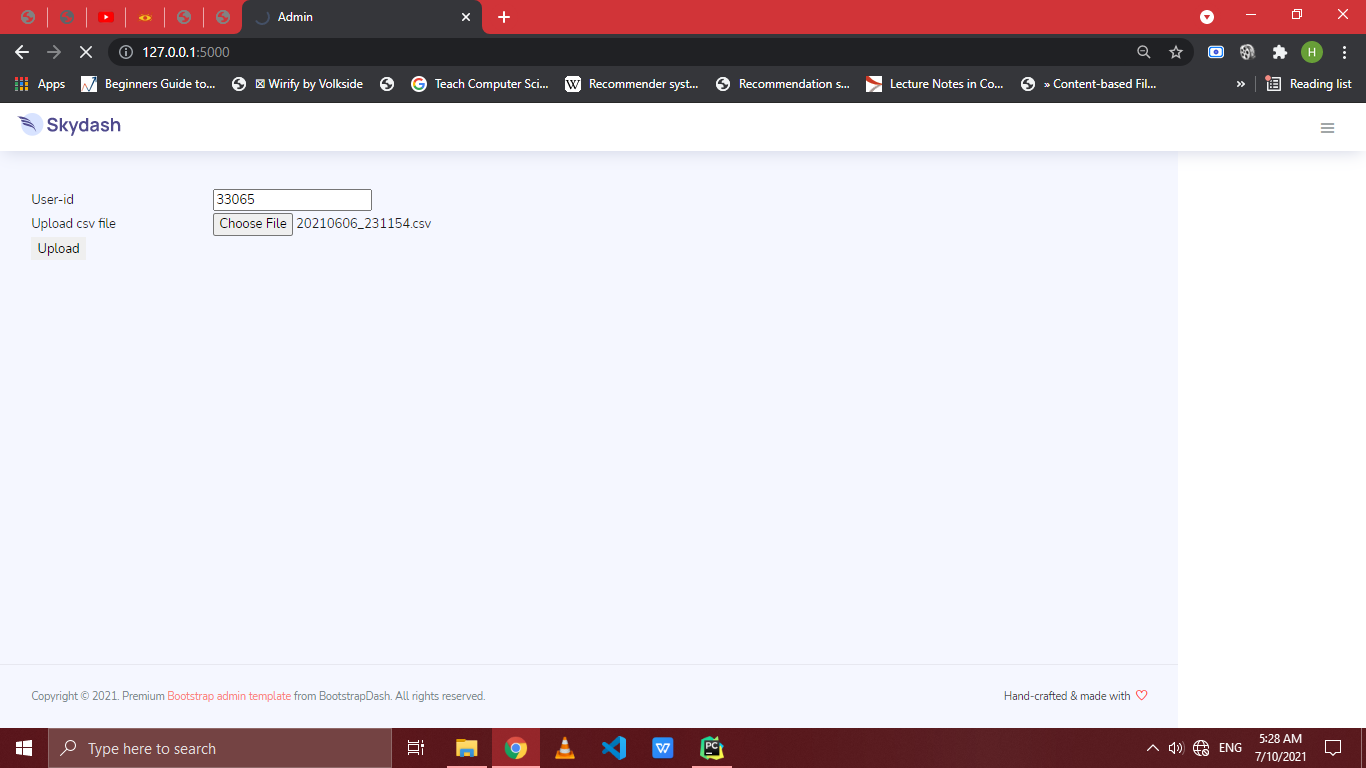 Admin
127.0.0.1:5000
H
Apps
Beginners Guide to...
☒ Wirify by Volkside
Teach Computer Sci...
W
Recommender syst...
Recommendation s...
Lecture Notes in Co...
» Content-based Fil...
»
Reading list
Skydash
User-id
33065
Upload csv file
Choose File 20210606_231154.csv
Upload
Copyright © 2021. Premium Bootstrap admin template from BootstrapDash. All rights reserved.
Hand-crafted & made with
Type here to search
W
PC
ENG
5:28 AM
7/10/2021